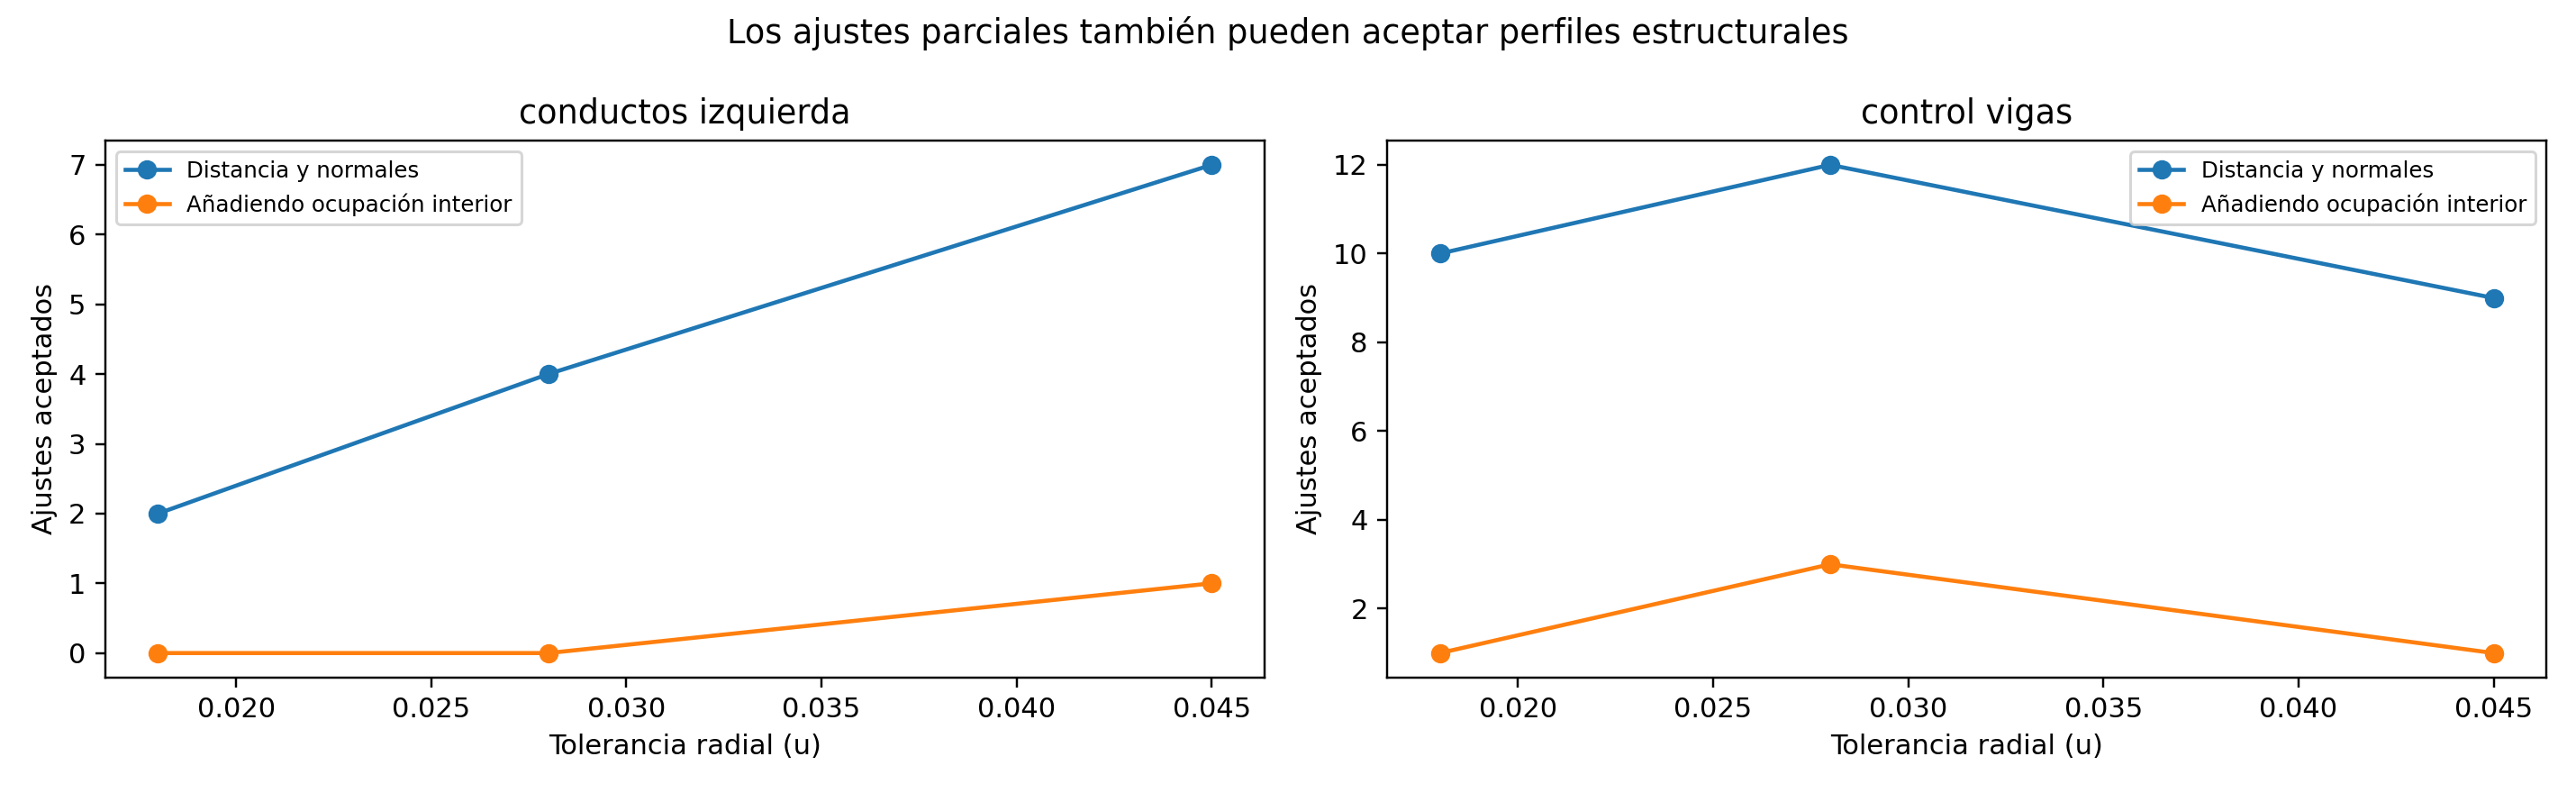 Los ajustes parciales también pueden aceptar perfiles estructurales
conductos izquierda
Distancia y normales
Añadiendo ocupación interior
Ajustes aceptados
7
6
5
4
3
2
1
0
0.020 0.025 0.030 0.035 0.040 0.045
Tolerancia radial (u)
control vigas
Distancia y normales
Añadiendo ocupación interior
Ajustes aceptados
12
10
8
6
4
2
0.020 0.025 0.030 0.035 0.040 0.045
Tolerancia radial (u)